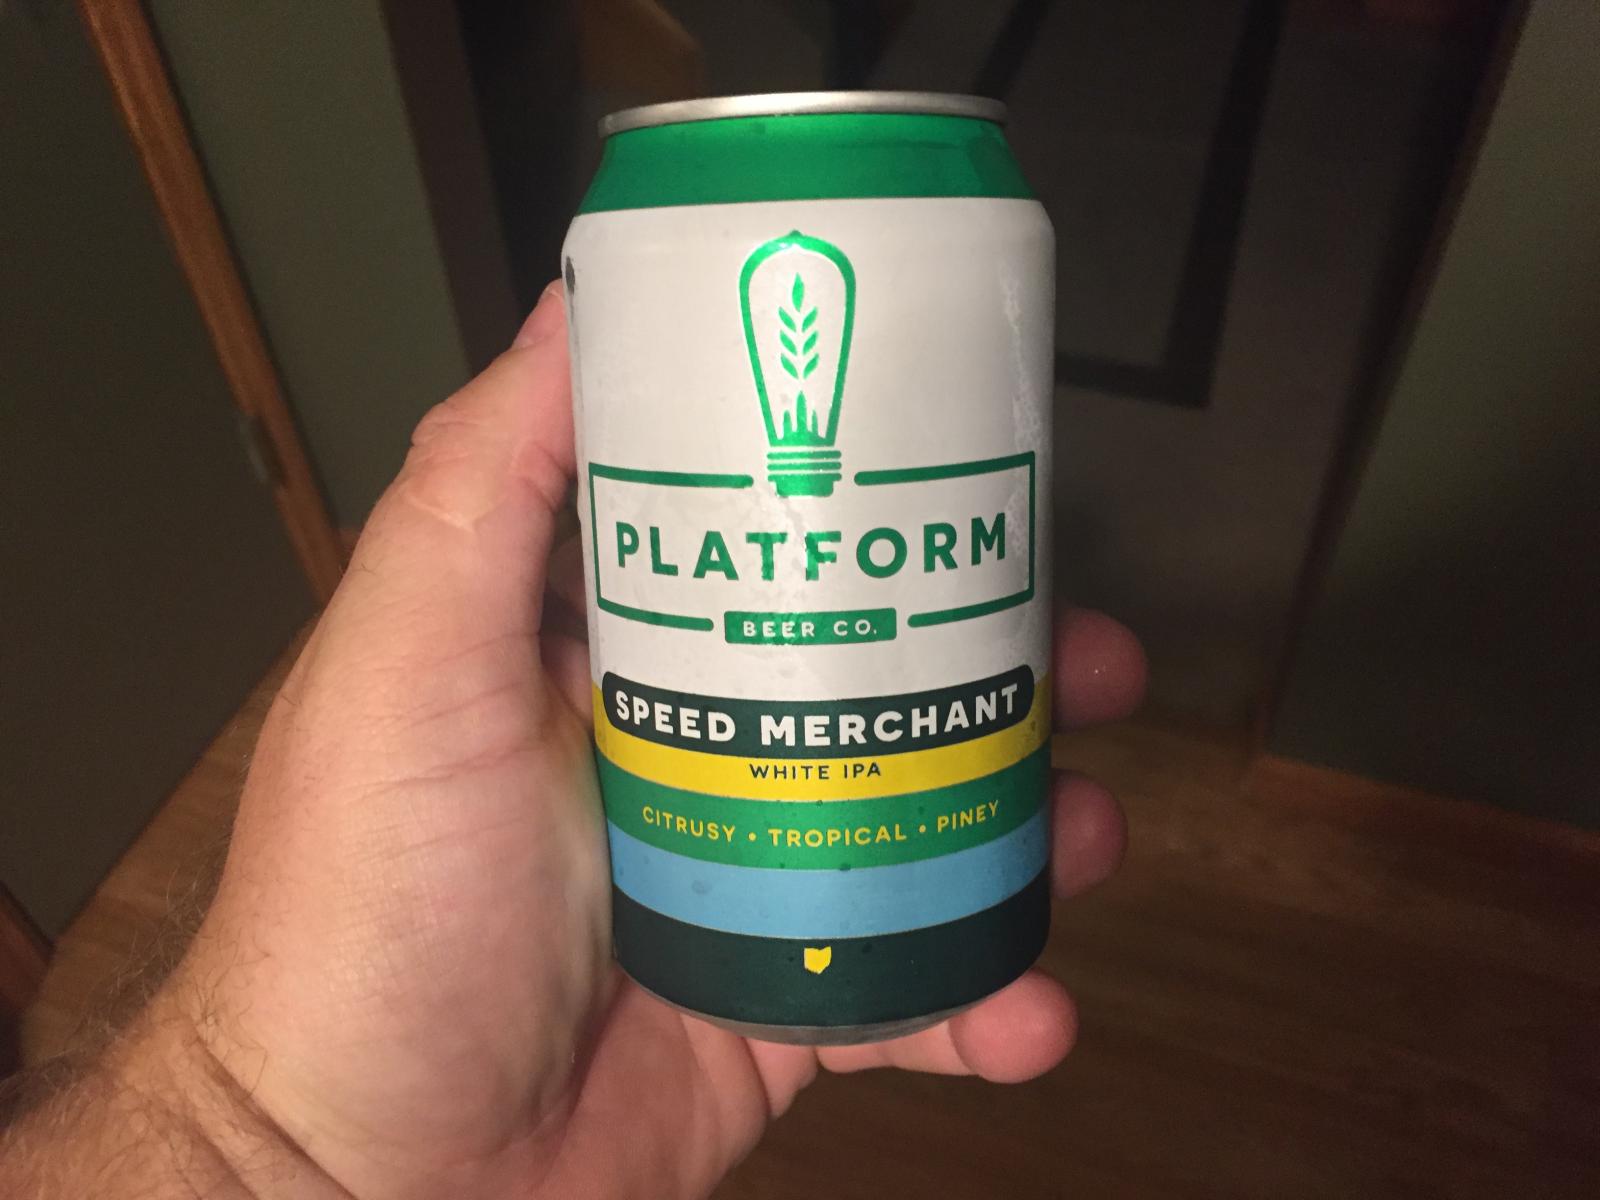 PLATFORM
BEER CO.
SPEED MERCHANT
WHITE IPA
CITRUSY • TROPICAL • PINEY